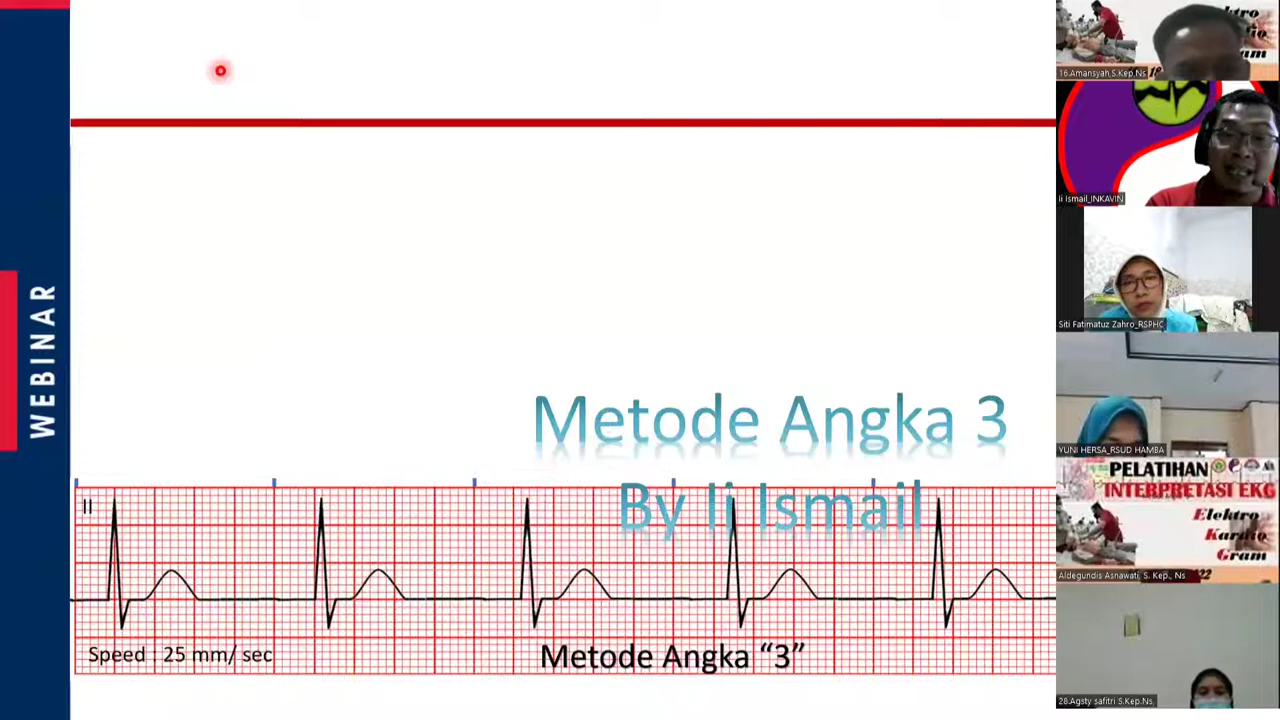 WEBINAR
Metode Angka 3
By Ii Ismail
II
Speed : 25 mm/ sec
Metode Angka “3”
16.Amansyah,S.Kep.Ns
Ii Ismail_INKAVIN
Siti Fatimatuz Zahro_RSPHC
YUNI HERSA_RSUD HAMBA
PELATIHAN
INTERPRETASI EKG
Elektro
Kardio
Gram
Aldegundis Asnawati, S. Kep., Ns
28.Agsty safitri S.Kep.Ns,